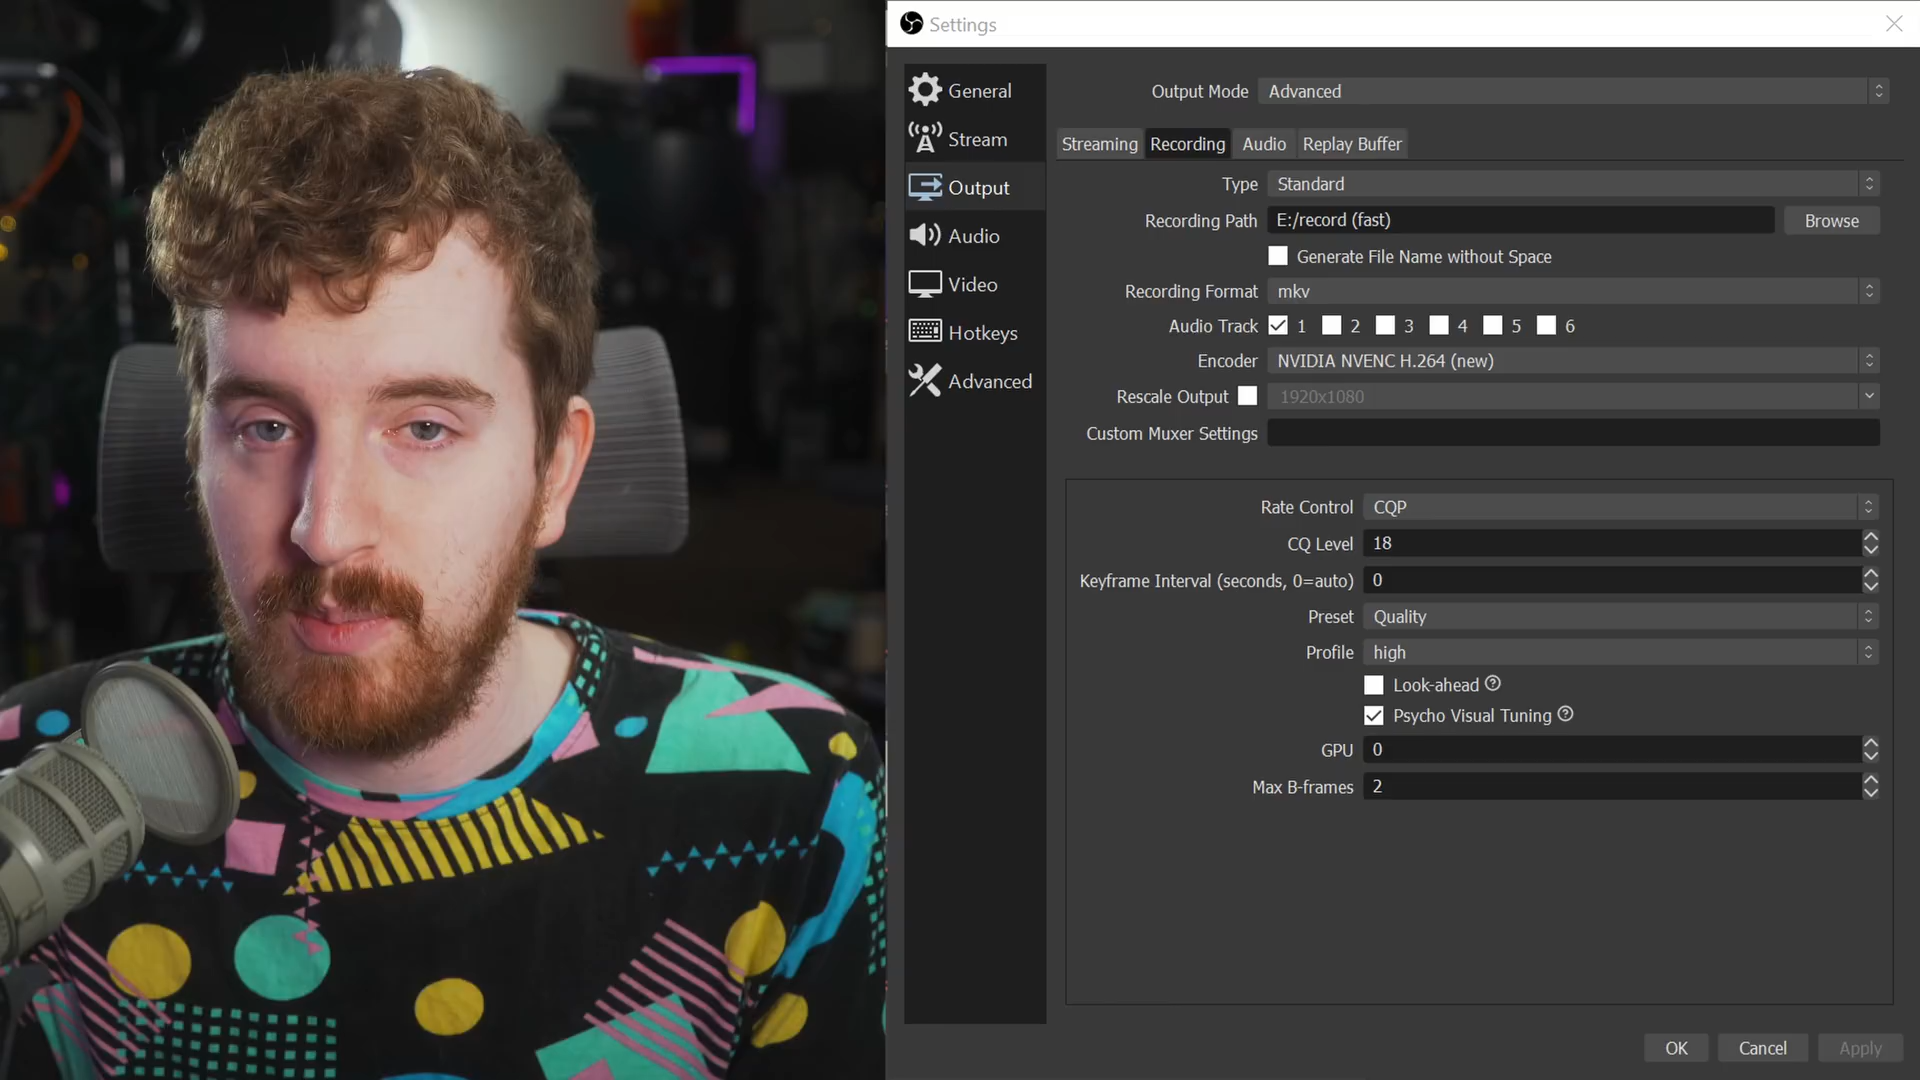 Settings
General
Stream
Output
Audio
Video
Hotkeys
Advanced
Output Mode Advanced
Streaming Recording Audio Replay Buffer
Type Standard
Recording Path E:/record (fast) Browse
Generate File Name without Space
Recording Format mkv
Audio Track 1 2 3 4 5 6
Encoder NVIDIA NVENC H.264 (new)
Rescale Output 1920x1080
Custom Muxer Settings
Rate Control CQP
CQ Level 18
Keyframe Interval (seconds, 0=auto) 0
Preset Quality
Profile high
Look-ahead ?
Psycho Visual Tuning ?
GPU 0
Max B-frames 2
OK Cancel Apply